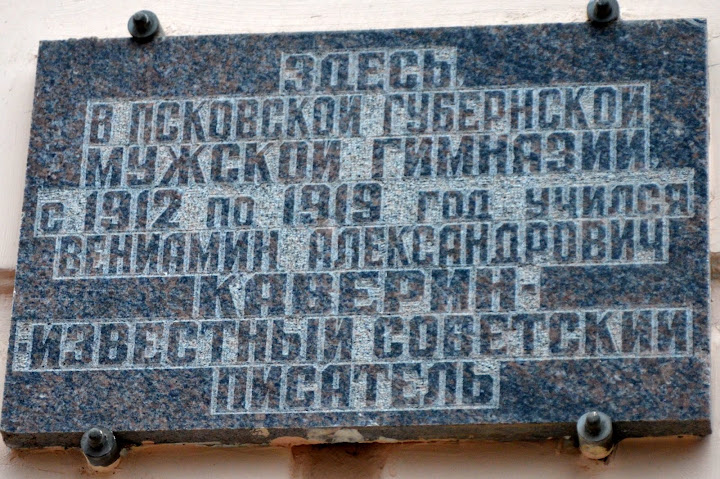 ЗДЕСЬ
В ПСКОВСКОЙ ГУБЕРНСКОЙ
МУЖСКОЙ ГИМНАЗИИ,
С 1912 ПО 1919 ГОД УЧИЛСЯ
ВЕНИАМИН АЛЕКСАНДРОВИЧ
КАВЕРИН-
ИЗВЕСТНЫЙ СОВЕТСКИЙ
ПИСАТЕЛЬ